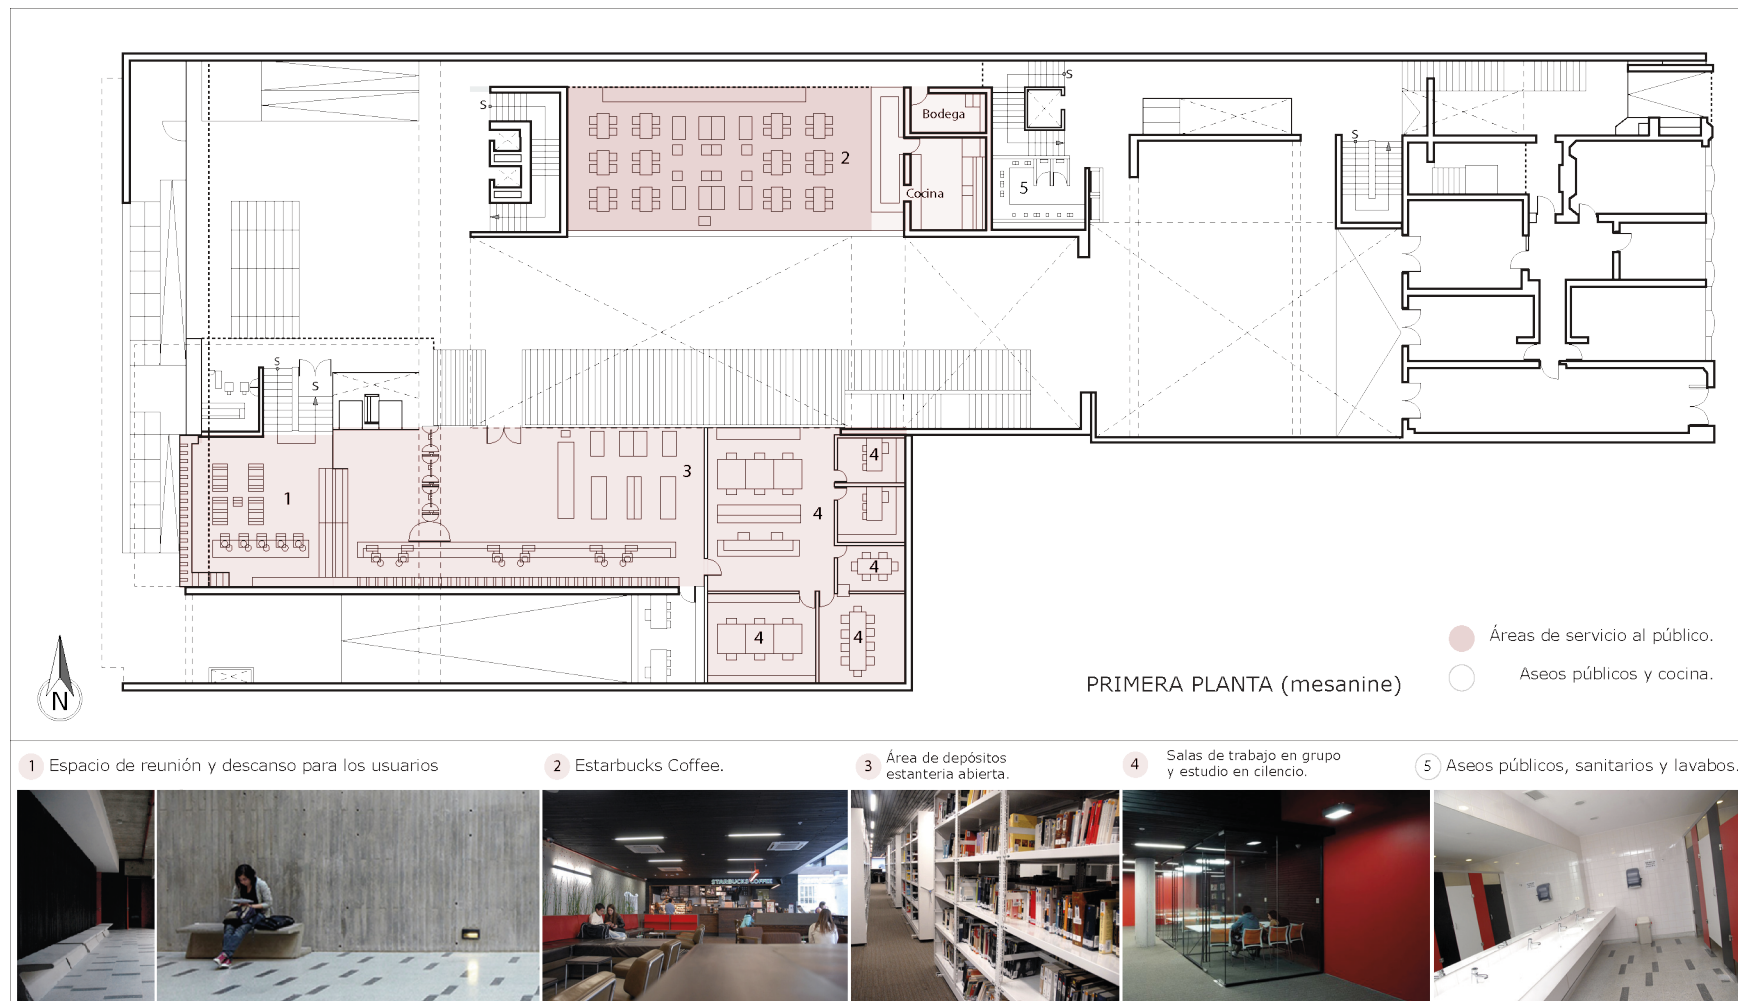 S
S
Bodega
2
Cocina
5
S
S
S
3
4
1
4
4
4
4
N
Áreas de servicio al público.
Aseos públicos y cocina.
PRIMERA PLANTA (mesanine)
1 Espacio de reunión y descanso para los usuarios
2 Estarbucks Coffee.
3 Área de depósitos
estanteria abierta.
4 Salas de trabajo en grupo
y estudio en cilencio.
5 Aseos públicos, sanitarios y lavabos.
STARBUCKS COFFEE